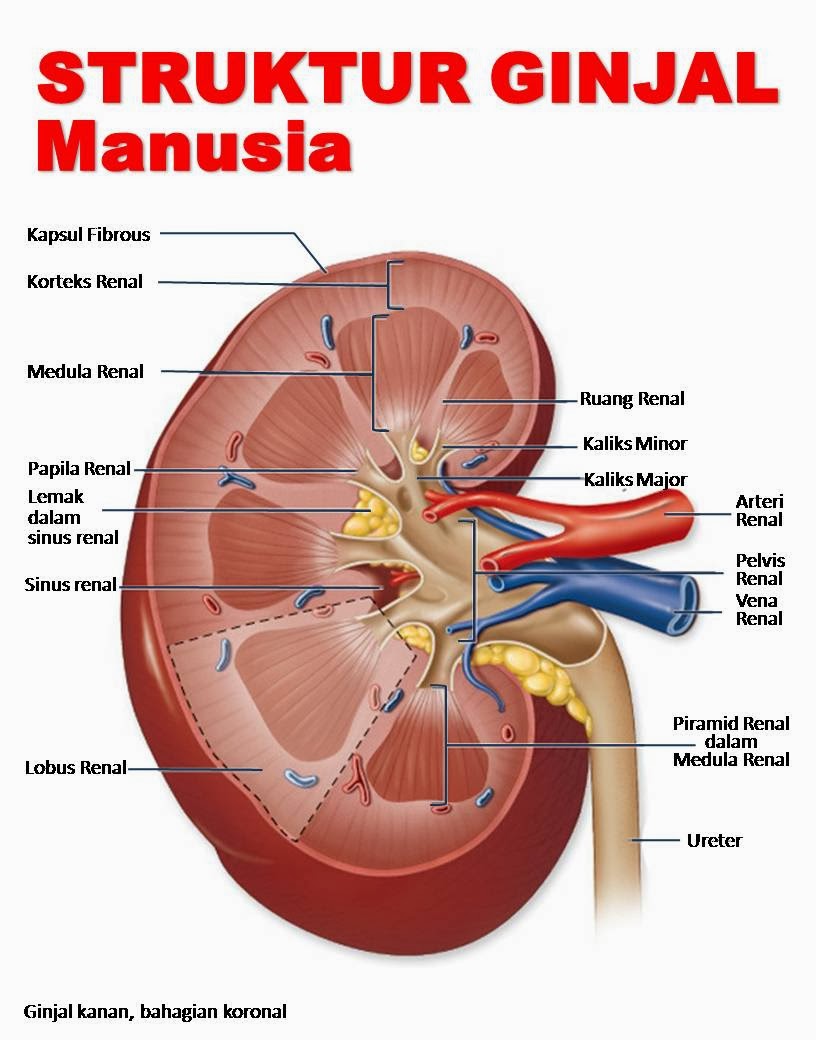 STRUKTUR GINJAL
Manusia
Kapsul Fibrous
Korteks Renal
Medula Renal
Papila Renal
Lemak
dalam
sinus renal
Sinus renal
Lobus Renal
Ruang Renal
Kaliks Minor
Kaliks Major
Arteri
Renal
Pelvis
Renal
Vena
Renal
Piramid Renal
dalam
Medula Renal
Ureter
Ginjal kanan, bahagian koronal